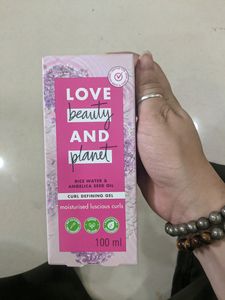 LOVE
beauty
AND
planet
RICE WATER &
ANGELICA SEED OIL
CURL DEFINING GEL
moisturised luscious curls
100 ml